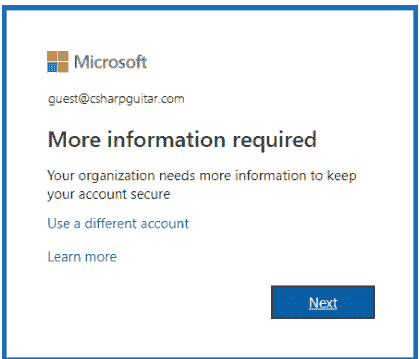 Microsoft
guest@csharpguitar.com
More information required
Your organization needs more information to keep
your account secure
Use a different account
Learn more
Next